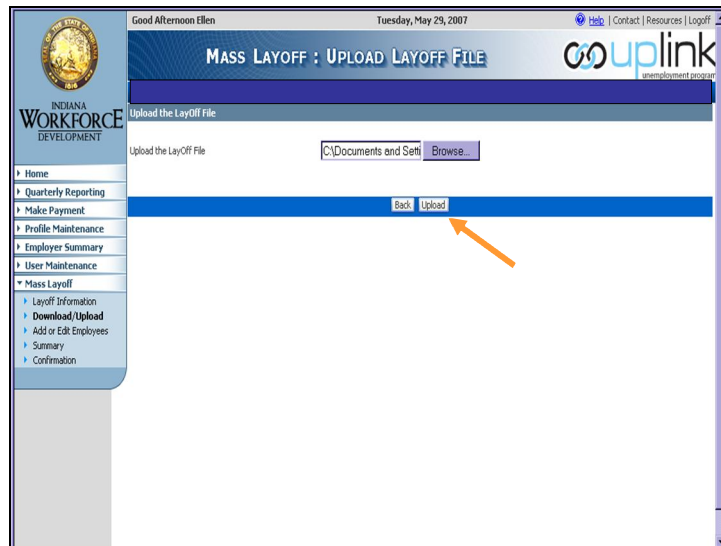 Good Afternoon Ellen
Tuesday, May 29, 2007
Help | Contact | Resources | Logoff
MASS LAYOFF : UPLOAD LAYOFF FILE
uplink
unemployment program
1816
INDIANA
WORKFORCE
DEVELOPMENT
Upload the LayOff File
Upload the LayOff File
C:\Documents and Setti
Browse...
Back
Upload
Home
Quarterly Reporting
Make Payment
Profile Maintenance
Employer Summary
User Maintenance
Mass Layoff
Layoff Information
Download/Upload
Add or Edit Employees
Summary
Confirmation